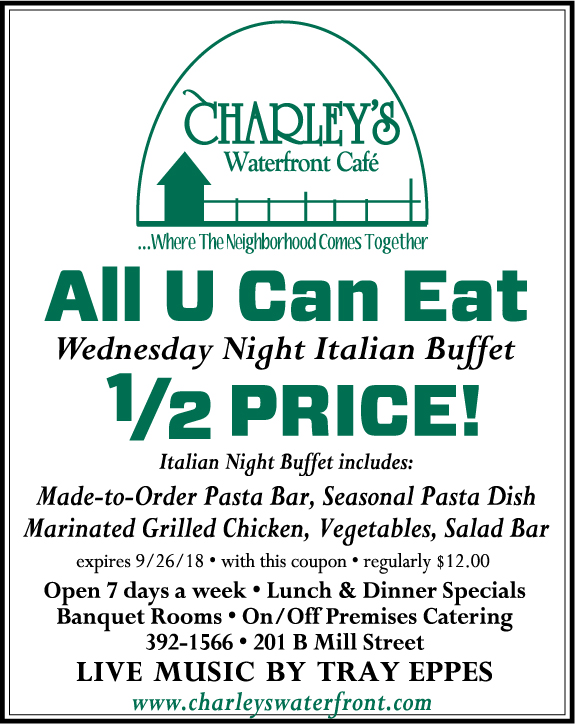 CHARLEY'S
Waterfront Café
...Where The Neighborhood Comes Together
All U Can Eat
Wednesday Night Italian Buffet
1/2 PRICE!
Italian Night Buffet includes:
Made-to-Order Pasta Bar, Seasonal Pasta Dish
Marinated Grilled Chicken, Vegetables, Salad Bar
expires 9/26/18 • with this coupon • regularly $12.00
Open 7 days a week • Lunch & Dinner Specials
Banquet Rooms • On/Off Premises Catering
392-1566 • 201 B Mill Street
LIVE MUSIC BY TRAY EPPES
www.charleyswaterfront.com